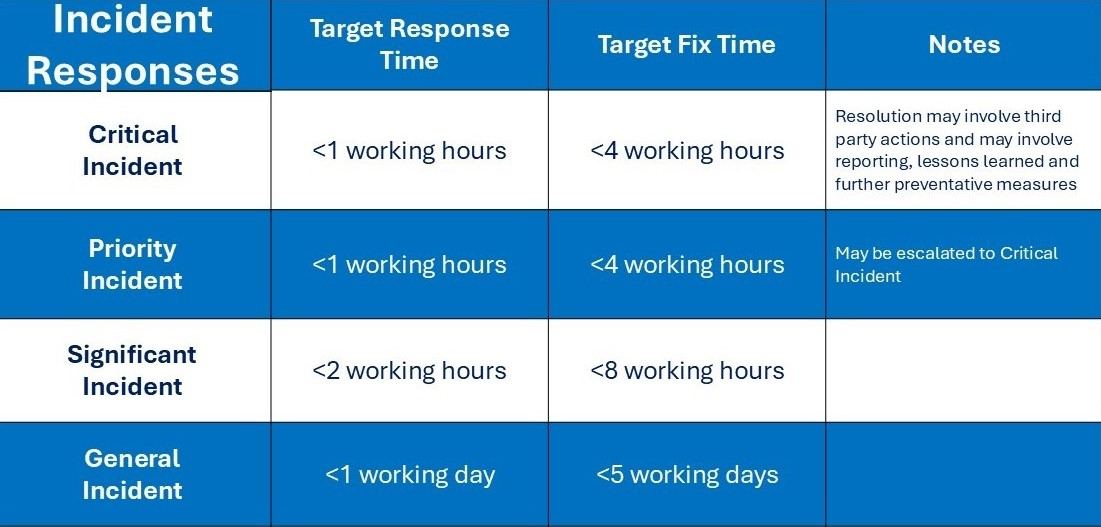 Incident
Responses
Target Response
Time
Target Fix Time
Notes
Critical
Incident
<1 working hours
<4 working hours
Resolution may involve third
party actions and may involve
reporting, lessons learned and
further preventative measures
Priority
Incident
<1 working hours
<4 working hours
May be escalated to Critical
Incident
Significant
Incident
<2 working hours
<8 working hours
General
Incident
<1 working day
<5 working days